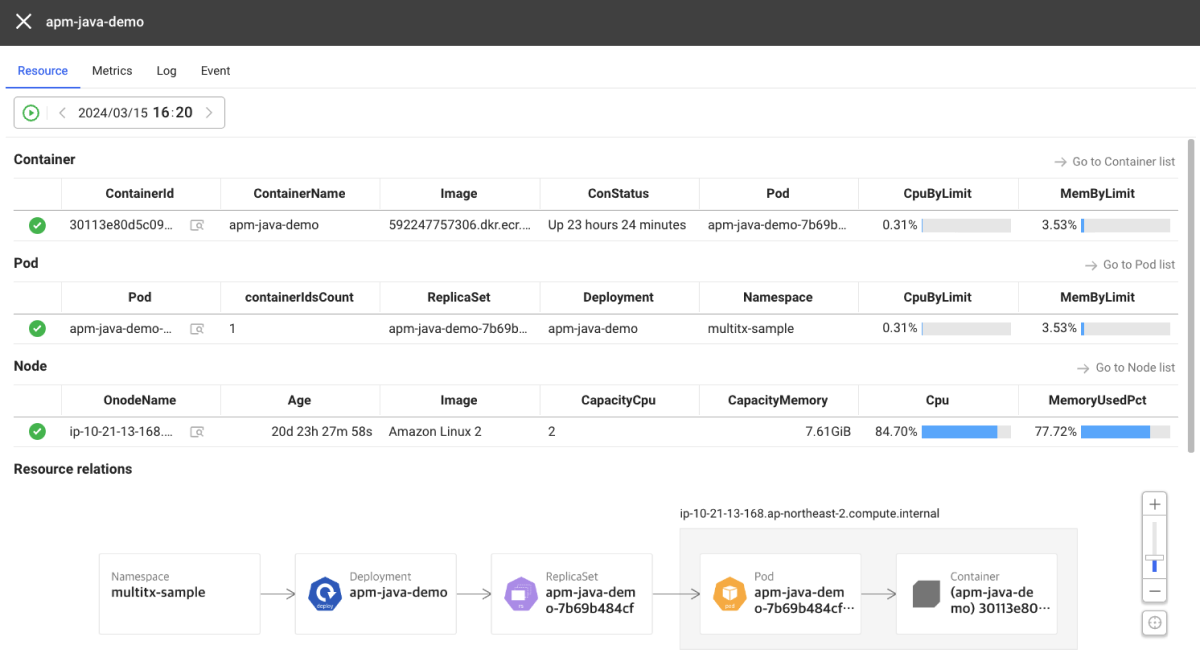 apm-java-demo
Resource Metrics Log Event
2024/03/15 16:20
Container
Go to Container list
ContainerId ContainerName Image ConStatus Pod CpuByLimit MemByLimit
30113e80d5c09... apm-java-demo 592247757306.dkr.ecr.... Up 23 hours 24 minutes apm-java-demo-7b69b... 0.31% 3.53%
Pod
Go to Pod list
Pod containerIdsCount ReplicaSet Deployment Namespace CpuByLimit MemByLimit
apm-java-demo-... 1 apm-java-demo-7b69b... apm-java-demo multitx-sample 0.31% 3.53%
Node
Go to Node list
OnodeName Age Image CapacityCpu CapacityMemory Cpu MemoryUsedPct
ip-10-21-13-168.... 20d 23h 27m 58s Amazon Linux 2 2 7.61GiB 84.70% 77.72%
Resource relations
ip-10-21-13-168.ap-northeast-2.compute.internal
Namespace
multitx-sample
deploy
Deployment
apm-java-demo
rs
ReplicaSet
apm-java-dem
o-7b69b484cf
pod
Pod
apm-java-dem
o-7b69b484cf...
Container
(apm-java-de
mo) 30113e80...